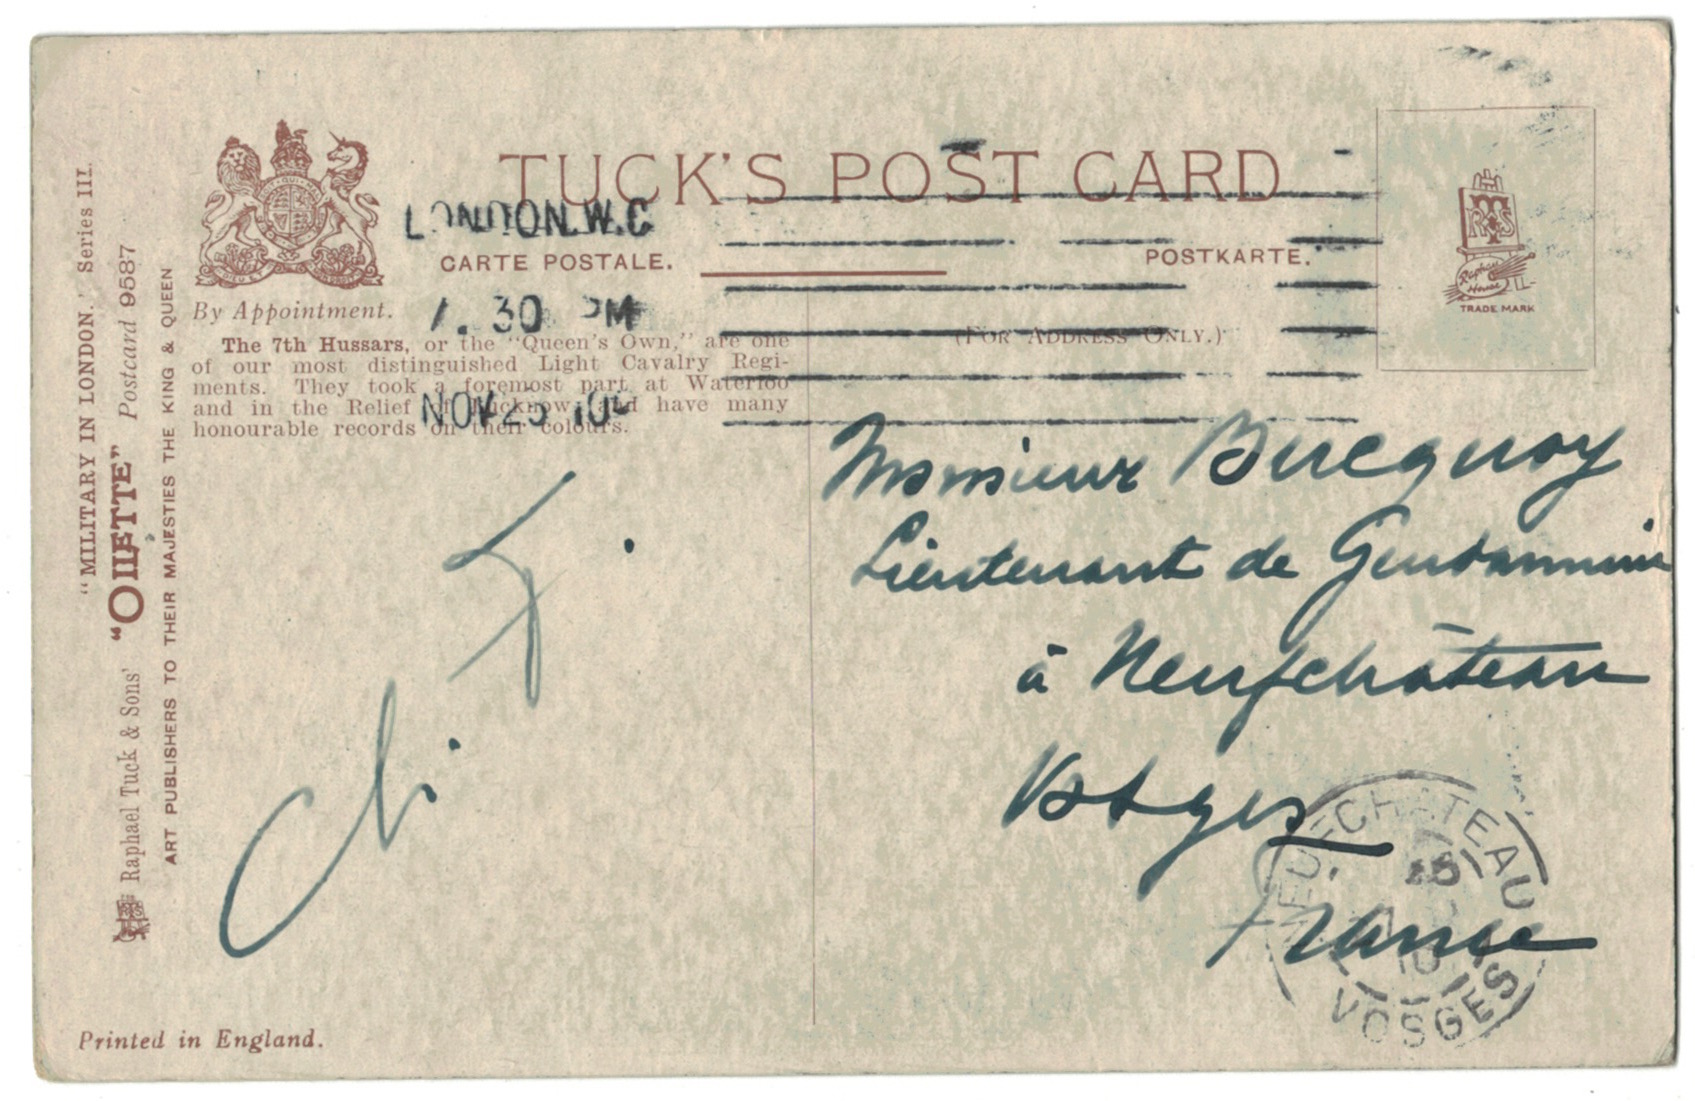 TUCK'S POST CARD
LONDON.W.C
CARTE POSTALE.
POSTKARTE.
By Appointment.
1.30 PM
(FOR ADDRESS ONLY.)
TRADE MARK
Raphael House
The 7th Hussars, or the "Queen's Own," are one
of our most distinguished Light Cavalry Regi-
ments. They took a foremost part at Waterloo
and in the Relief of Lucknow, and have many
honourable records on their colours.
NOV 25
"MILITARY IN LONDON." Series III.
Raphael Tuck & Sons' "OILETTE" Postcard 9587
ART PUBLISHERS TO THEIR MAJESTIES THE KING & QUEEN
Monsieur Bucquoy
Lieutenant de Gendarmerie
à Neufchâteau
Vosges
France
NEUFCHATEAU
VOSGES
Printed in England.